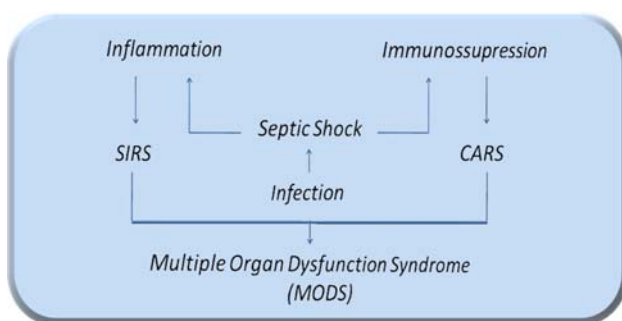 Inflammation
Immunossupression
Septic Shock
SIRS
CARS
Infection
Multiple Organ Dysfunction Syndrome
(MODS)